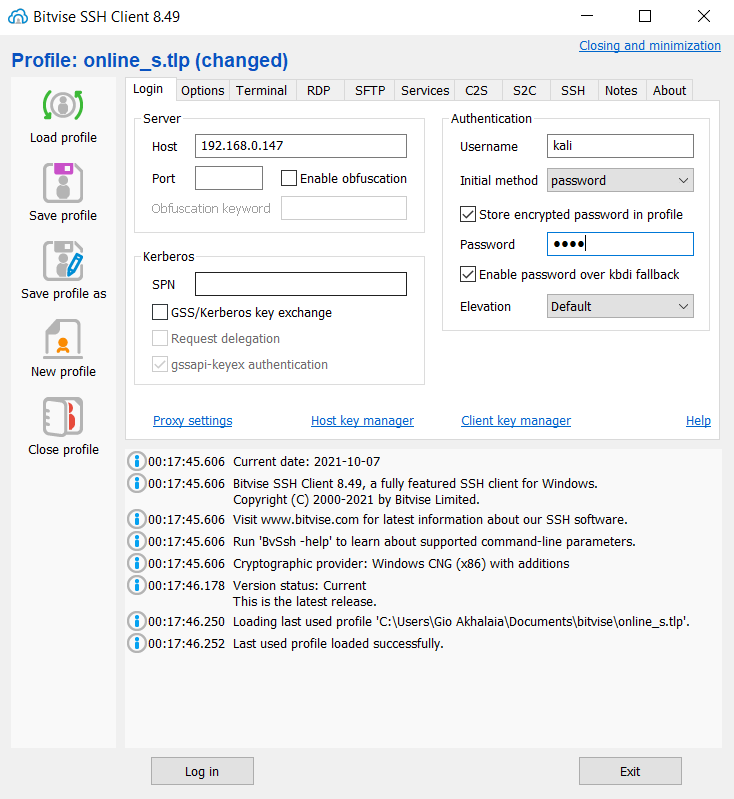 Bitvise SSH Client 8.49
Closing and minimization
Profile: online_s.tlp (changed)
Load profile
Save profile
Save profile as
New profile
Close profile
Login Options Terminal RDP SFTP Services C2S S2C SSH Notes About
Server
Host 192.168.0.147
Port Enable obfuscation
Obfuscation keyword
Kerberos
SPN
GSS/Kerberos key exchange
Request delegation
gssapi-keyex authentication
Authentication
Username kali
Initial method password
Store encrypted password in profile
Password ●●●●
Enable password over kbdi fallback
Elevation Default
Proxy settings Host key manager Client key manager Help
00:17:45.606 Current date: 2021-10-07
00:17:45.606 Bitvise SSH Client 8.49, a fully featured SSH client for Windows.
Copyright (C) 2000-2021 by Bitvise Limited.
00:17:45.606 Visit www.bitvise.com for latest information about our SSH software.
00:17:45.606 Run 'BvSsh -help' to learn about supported command-line parameters.
00:17:45.606 Cryptographic provider: Windows CNG (x86) with additions
00:17:46.178 Version status: Current
This is the latest release.
00:17:46.250 Loading last used profile 'C:\Users\Gio Akhalaia\Documents\bitvise\online_s.tlp'.
00:17:46.252 Last used profile loaded successfully.
Log in Exit